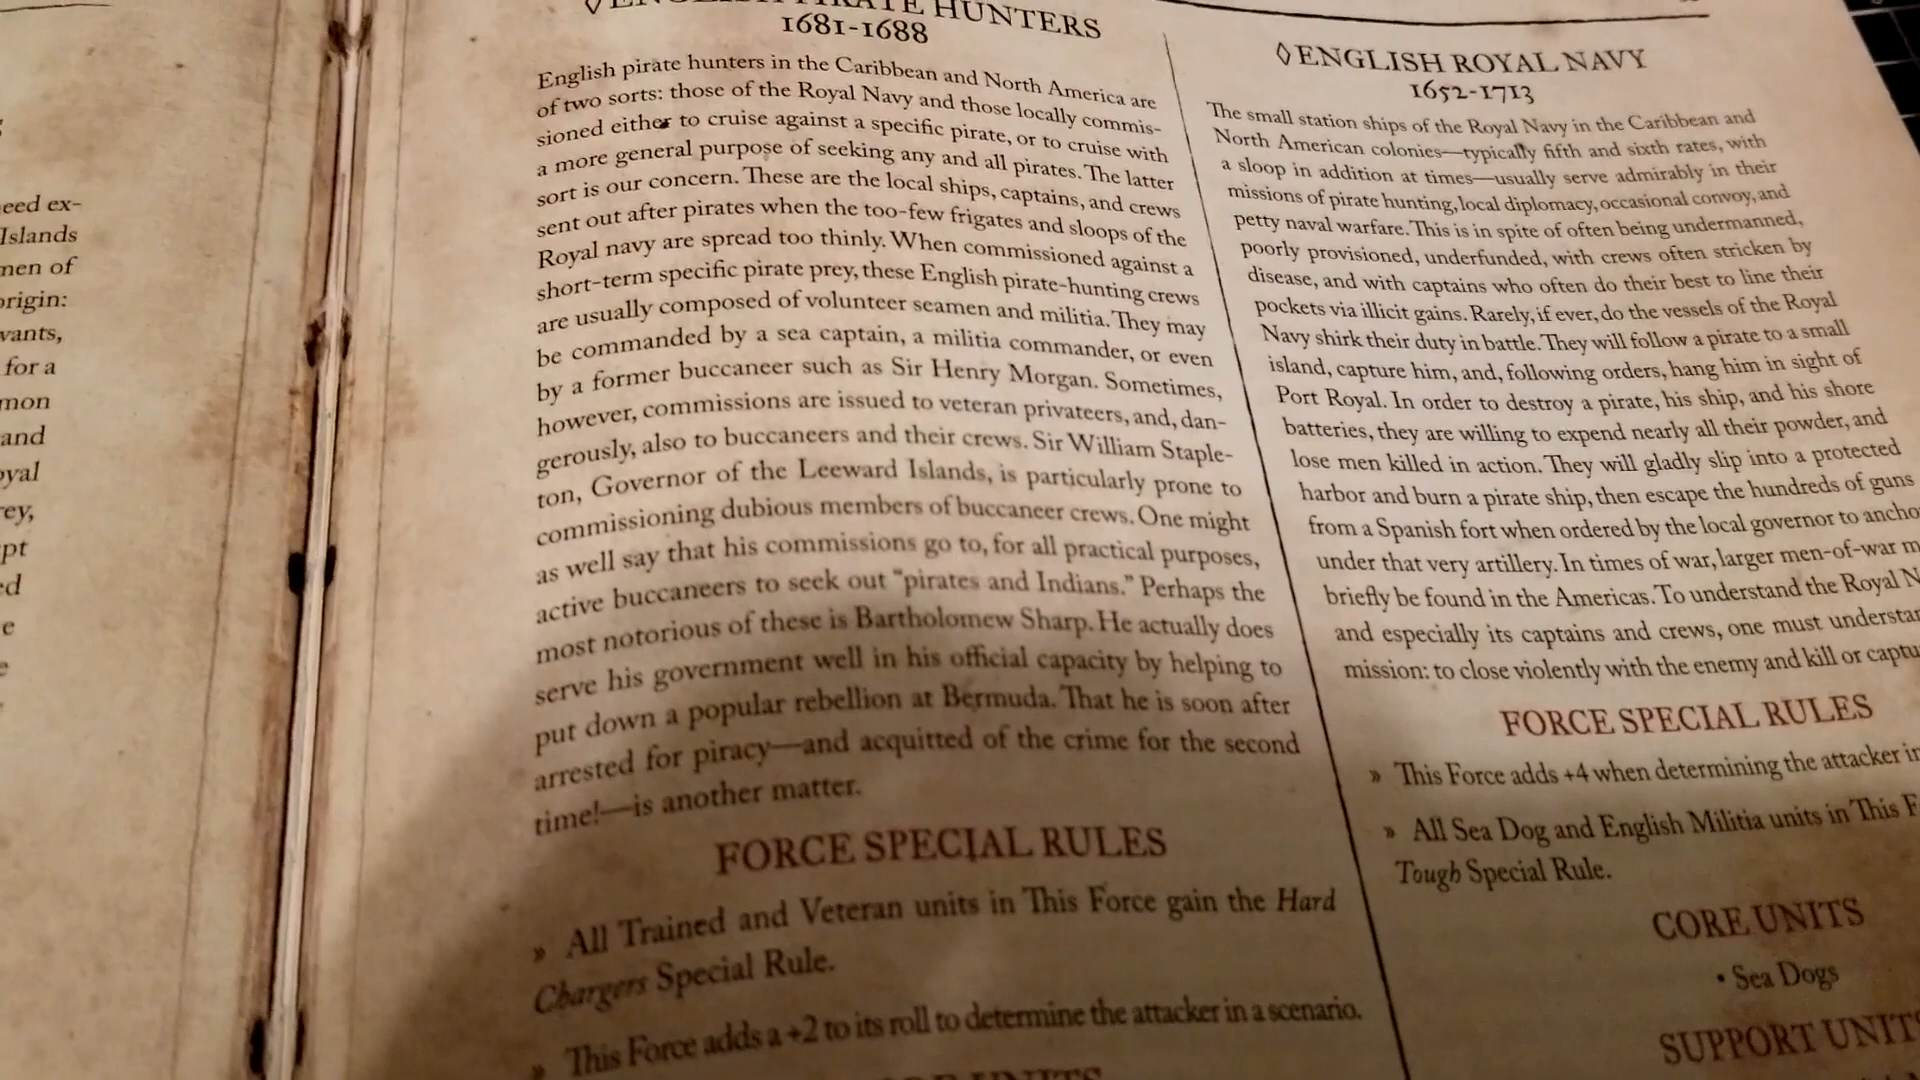 eed ex-
Islands
men of
origin:
vants,
for a
mon
and
oyal
rey,
pt
ed
e
◊ENGLISH PIRATE HUNTERS
1681-1688
English pirate hunters in the Caribbean and North America are
of two sorts: those of the Royal Navy and those locally commis-
sioned either to cruise against a specific pirate, or to cruise with
a more general purpose of seeking any and all pirates. The latter
sort is our concern. These are the local ships, captains, and crews
sent out after pirates when the too-few frigates and sloops of the
Royal navy are spread too thinly. When commissioned against a
short-term specific pirate prey, these English pirate-hunting crews
are usually composed of volunteer seamen and militia. They may
be commanded by a sea captain, a militia commander, or even
by a former buccaneer such as Sir Henry Morgan. Sometimes,
however, commissions are issued to veteran privateers, and, dan-
gerously, also to buccaneers and their crews. Sir William Staple-
ton, Governor of the Leeward Islands, is particularly prone to
commissioning dubious members of buccaneer crews. One might
as well say that his commissions go to, for all practical purposes,
active buccaneers to seek out “pirates and Indians.” Perhaps the
most notorious of these is Bartholomew Sharp. He actually does
serve his government well in his official capacity by helping to
put down a popular rebellion at Bermuda. That he is soon after
arrested for piracy—and acquitted of the crime for the second
time!—is another matter.
FORCE SPECIAL RULES
» All Trained and Veteran units in This Force gain the Hard
Chargers Special Rule.
» This Force adds a +2 to its roll to determine the attacker in a scenario.
CORE UNITS
◊ENGLISH ROYAL NAVY
1652-1713
The small station ships of the Royal Navy in the Caribbean and
North American colonies—typically fifth and sixth rates, with
a sloop in addition at times—usually serve admirably in their
missions of pirate hunting, local diplomacy, occasional convoy, and
petty naval warfare. This is in spite of often being undermanned,
poorly provisioned, underfunded, with crews often stricken by
disease, and with captains who often do their best to line their
pockets via illicit gains. Rarely, if ever, do the vessels of the Royal
Navy shirk their duty in battle. They will follow a pirate to a small
island, capture him, and, following orders, hang him in sight of
Port Royal. In order to destroy a pirate, his ship, and his shore
batteries, they are willing to expend nearly all their powder, and
lose men killed in action. They will gladly slip into a protected
harbor and burn a pirate ship, then escape the hundreds of guns
from a Spanish fort when ordered by the local governor to ancho
under that very artillery. In times of war, larger men-of-war m
briefly be found in the Americas. To understand the Royal N
and especially its captains and crews, one must understa
mission: to close violently with the enemy and kill or captu
FORCE SPECIAL RULES
» This Force adds +4 when determining the attacker in
» All Sea Dog and English Militia units in This F
Tough Special Rule.
CORE UNITS
• Sea Dogs
SUPPORT UNITS